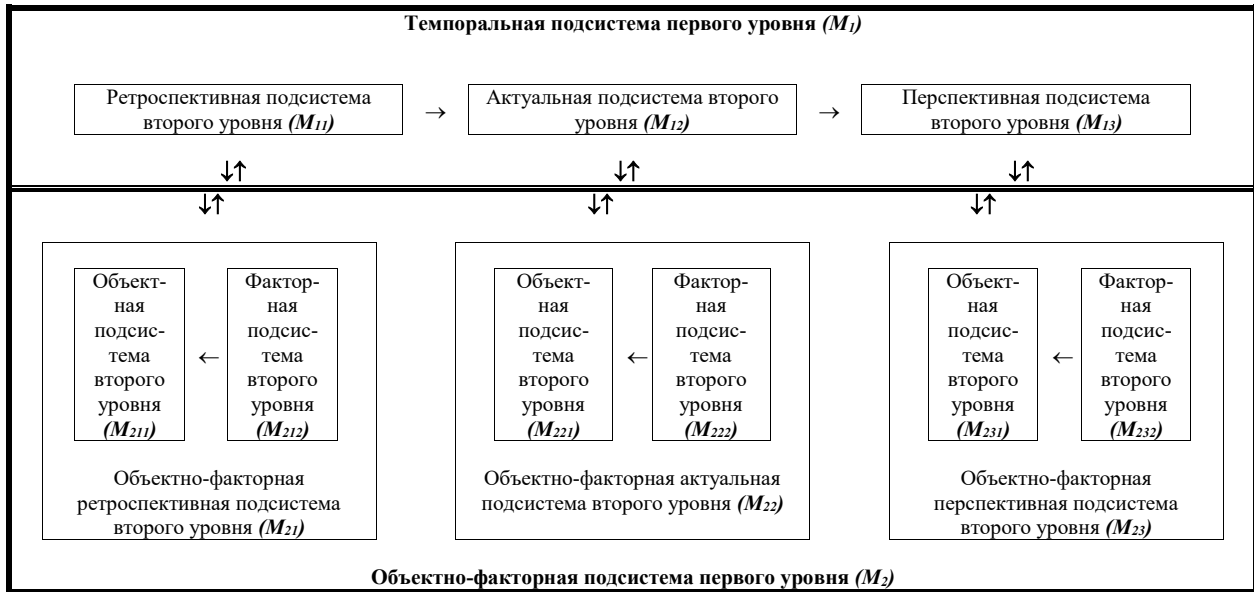 Темпоральная подсистема первого уровня (M1)
Ретроспективная подсистема
второго уровня (M11)
→
Актуальная подсистема второго
уровня (M12)
→
Перспективная подсистема
второго уровня (M13)
↓↑ ↓↑ ↓↑
↓↑ ↓↑ ↓↑
Объект-
ная
подсис-
тема
второго
уровня
(M211)
←
Фактор-
ная
подсис-
тема
второго
уровня
(M212)
Объектно-факторная
ретроспективная подсистема
второго уровня (M21)
Объект-
ная
подсис-
тема
второго
уровня
(M221)
←
Фактор-
ная
подсис-
тема
второго
уровня
(M222)
Объектно-факторная актуальная
подсистема второго уровня (M22)
Объект-
ная
подсис-
тема
второго
уровня
(M231)
←
Фактор-
ная
подсис-
тема
второго
уровня
(M232)
Объектно-факторная
перспективная подсистема
второго уровня (M23)
Объектно-факторная подсистема первого уровня (M2)